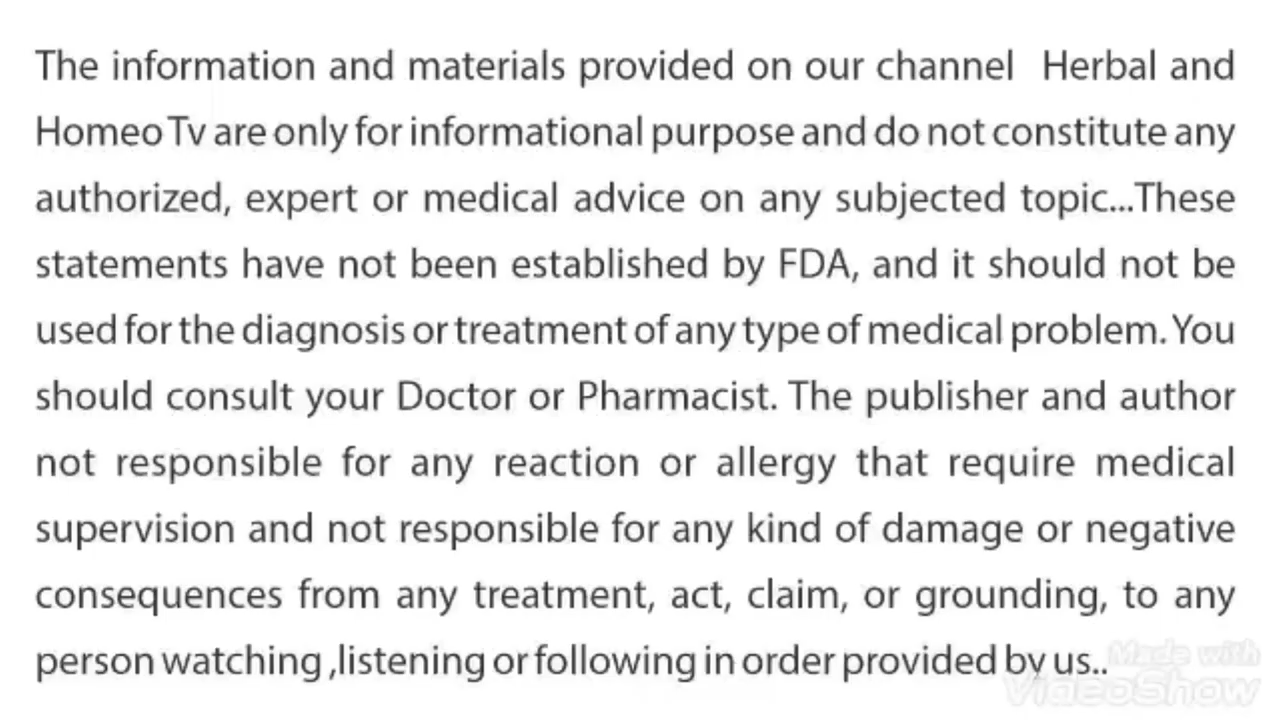 The information and materials provided on our channel Herbal and
Homeo Tv are only for informational purpose and do not constitute any
authorized, expert or medical advice on any subjected topic...These
statements have not been established by FDA, and it should not be
used for the diagnosis or treatment of any type of medical problem. You
should consult your Doctor or Pharmacist. The publisher and author
not responsible for any reaction or allergy that require medical
supervision and not responsible for any kind of damage or negative
consequences from any treatment, act, claim, or grounding, to any
person watching ,listening or following in order provided by us..
Made with
VideoShow